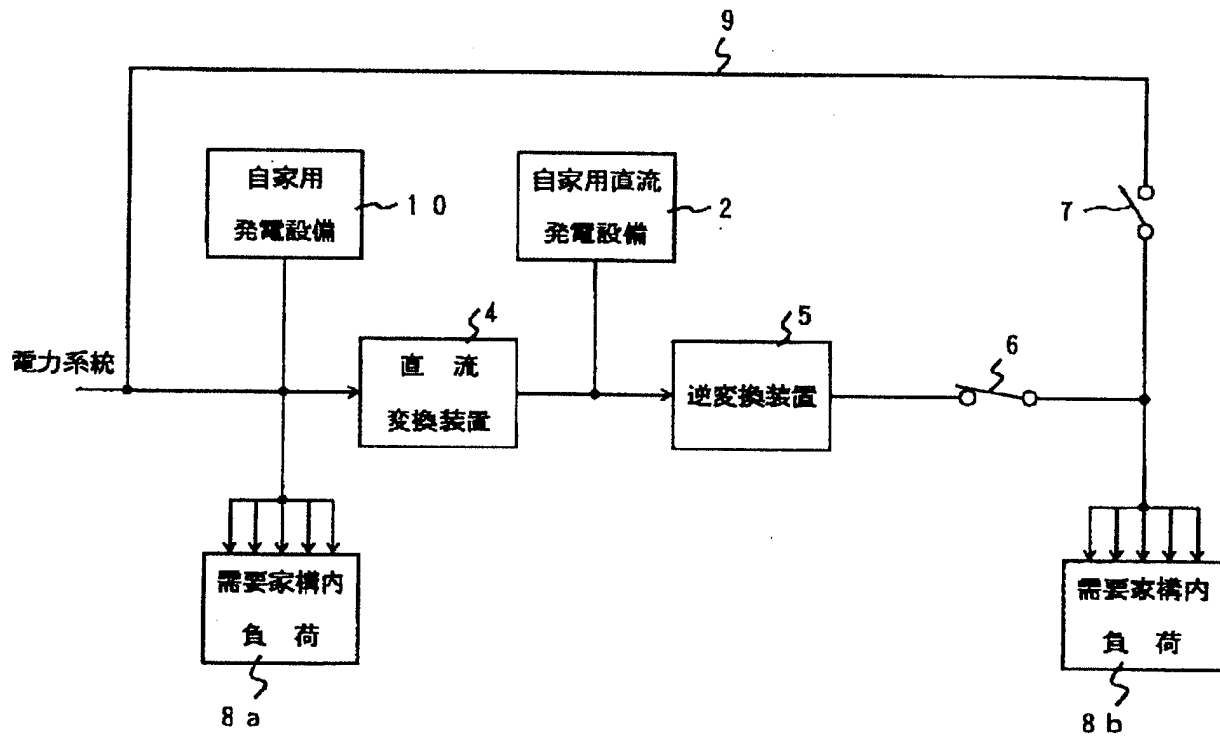 9
自家用
発電設備
10
自家用直流
発電設備
2
7
電力系統
4
直 流
変換装置
5
逆変換装置
6
需要家構内
負 荷
8a
需要家構内
負 荷
8b